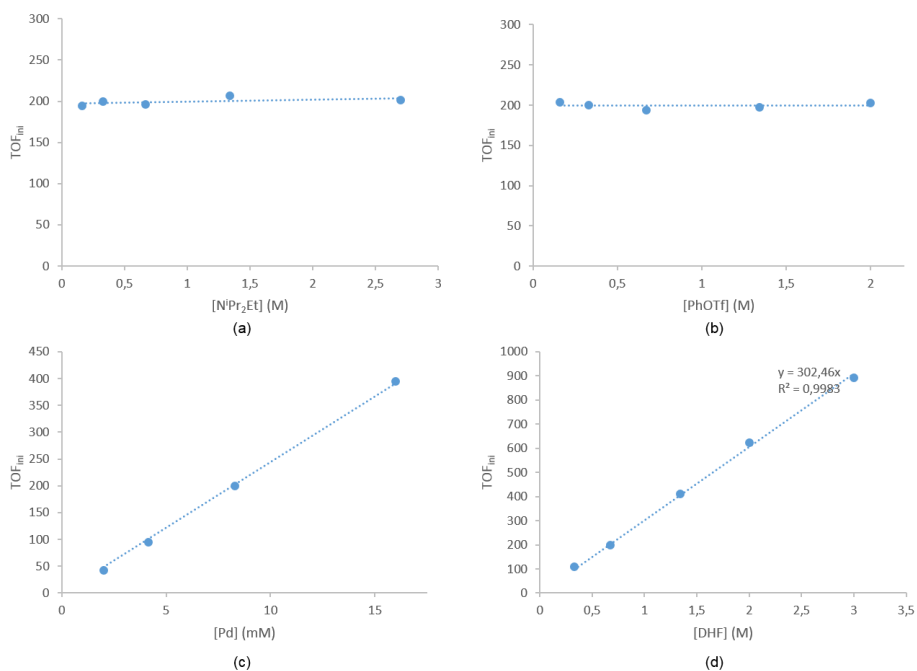 300
250
200
150
100
50
0
TOFini
0 0,5 1 1,5 2 2,5 3
[NiPr2Et] (M)
(a)
300
250
200
150
100
50
0
TOFini
0 0,5 1 1,5 2
[PhOTf] (M)
(b)
450
400
350
300
250
200
150
100
50
0
TOFini
0 5 10 15
[Pd] (mM)
(c)
1000
900
800
700
600
500
400
300
200
100
0
TOFini
y = 302,46x
R² = 0,9983
0 0,5 1 1,5 2 2,5 3 3,5
[DHF] (M)
(d)